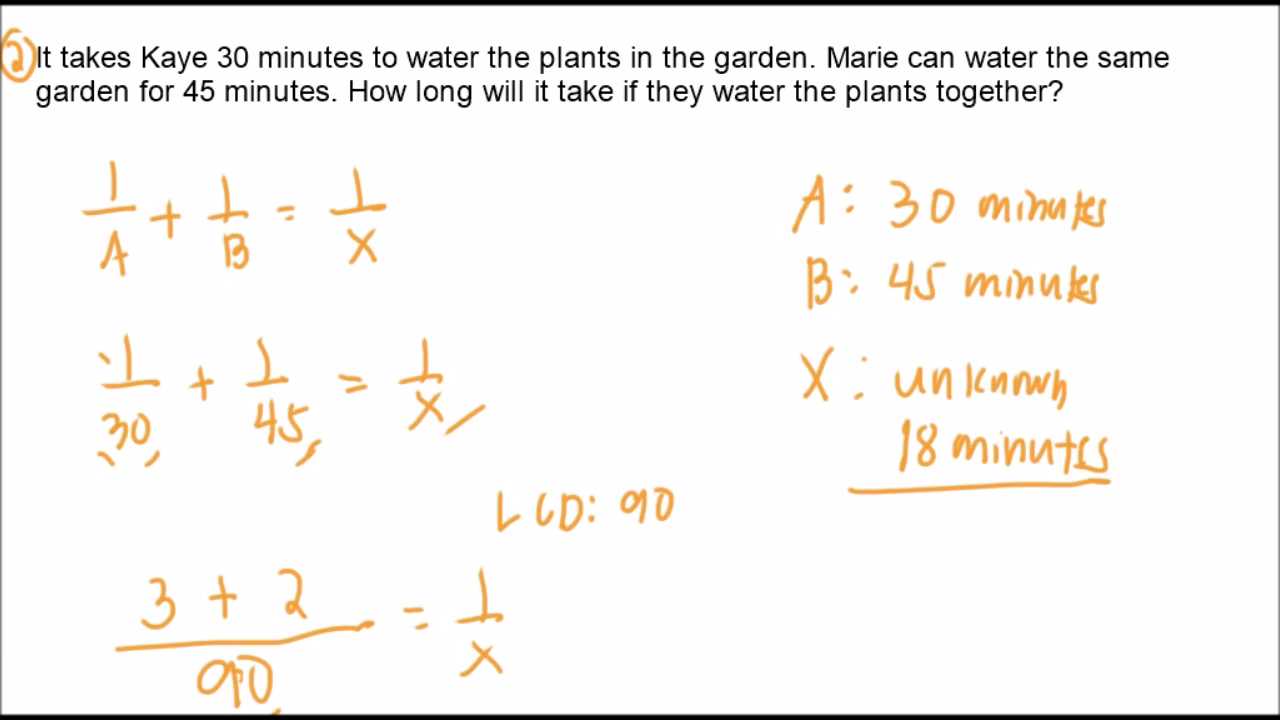 2 It takes Kaye 30 minutes to water the plants in the garden. Marie can water the same
garden for 45 minutes. How long will it take if they water the plants together?
1/A + 1/B = 1/X
A: 30 minutes
B: 45 minutes
1/30 + 1/45 = 1/X
X: unknown
18 minutes
LCD: 90
3 + 2/90 = 1/X